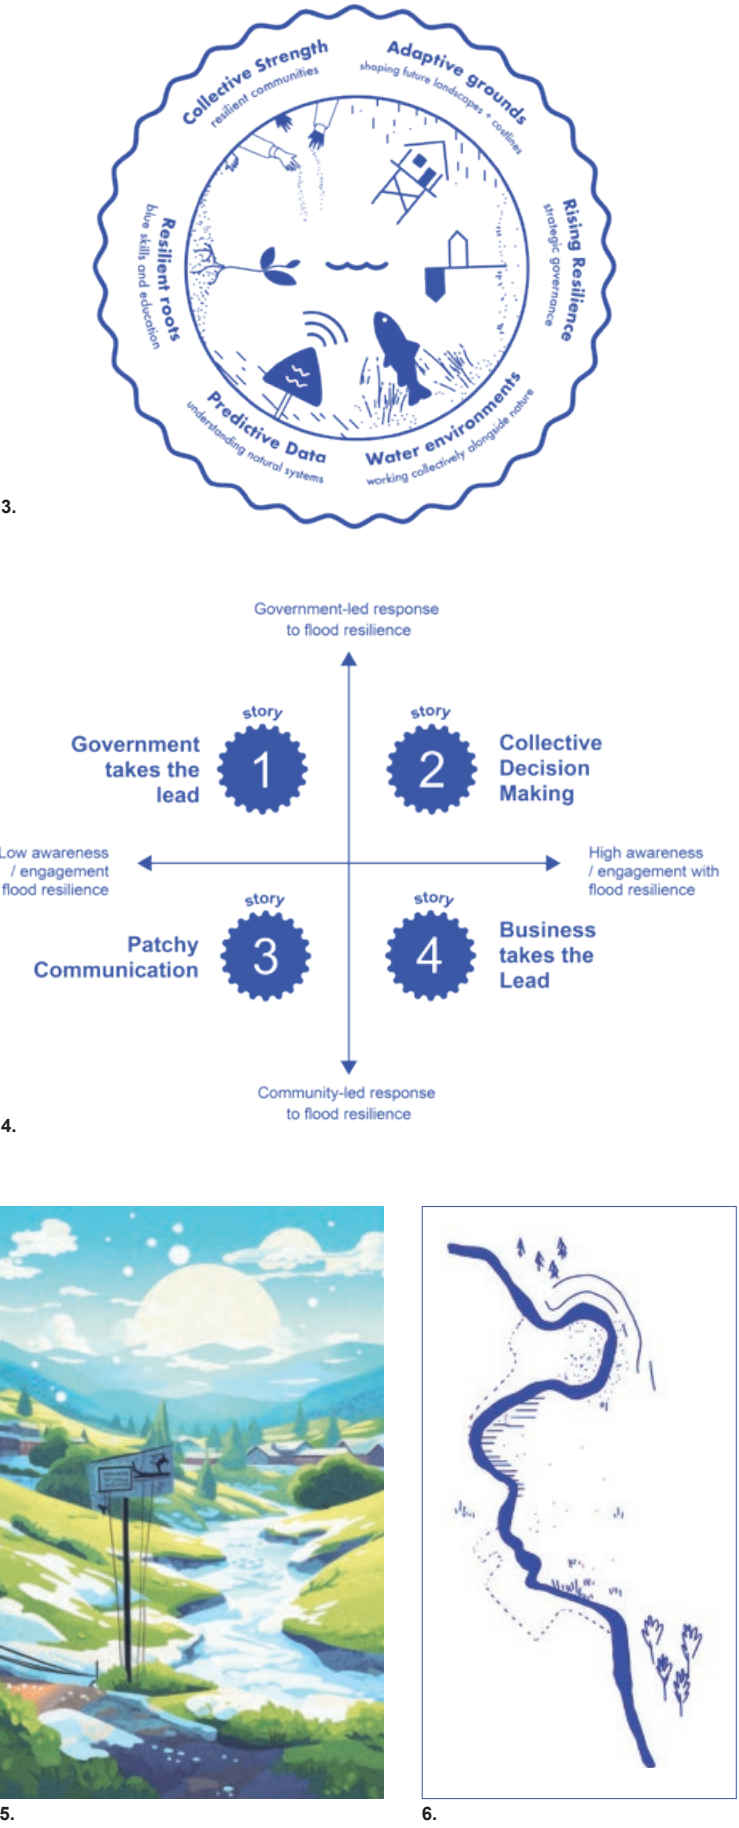 Collective Strength
resilient communities
Adaptive grounds
shaping future landscapes + costlines
Rising Resilience
strategic governance
Water environments
working collectively alongside nature
Predictive Data
understanding natural systems
Resilient roots
blue skills and education
3.
Government-led response
to flood resilience
story
1
Government
takes the
lead
story
2
Collective
Decision
Making
Low awareness
/ engagement
flood resilience
High awareness
/ engagement with
flood resilience
story
3
Patchy
Communication
story
4
Business
takes the
Lead
Community-led response
to flood resilience
4.
5.
6.